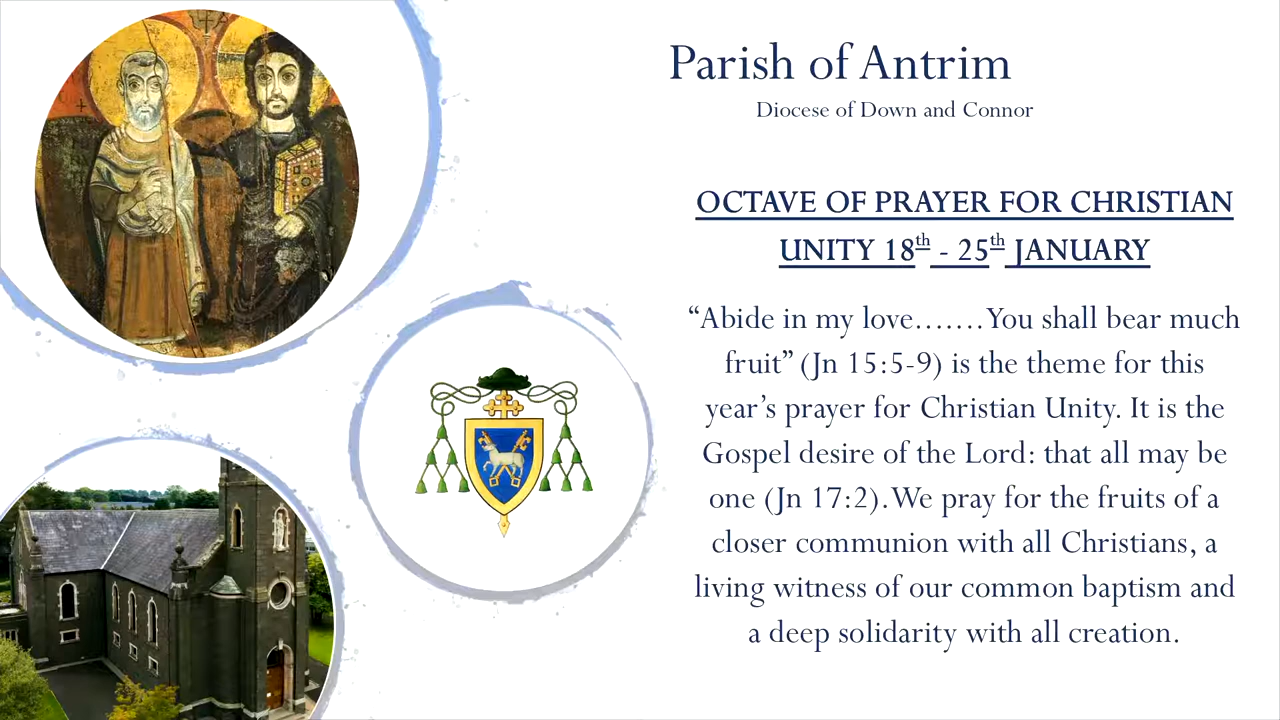 Parish of Antrim
Diocese of Down and Connor
OCTAVE OF PRAYER FOR CHRISTIAN
UNITY 18th - 25th JANUARY
“Abide in my love…….You shall bear much
fruit” (Jn 15:5-9) is the theme for this
year’s prayer for Christian Unity. It is the
Gospel desire of the Lord: that all may be
one (Jn 17:2). We pray for the fruits of a
closer communion with all Christians, a
living witness of our common baptism and
a deep solidarity with all creation.